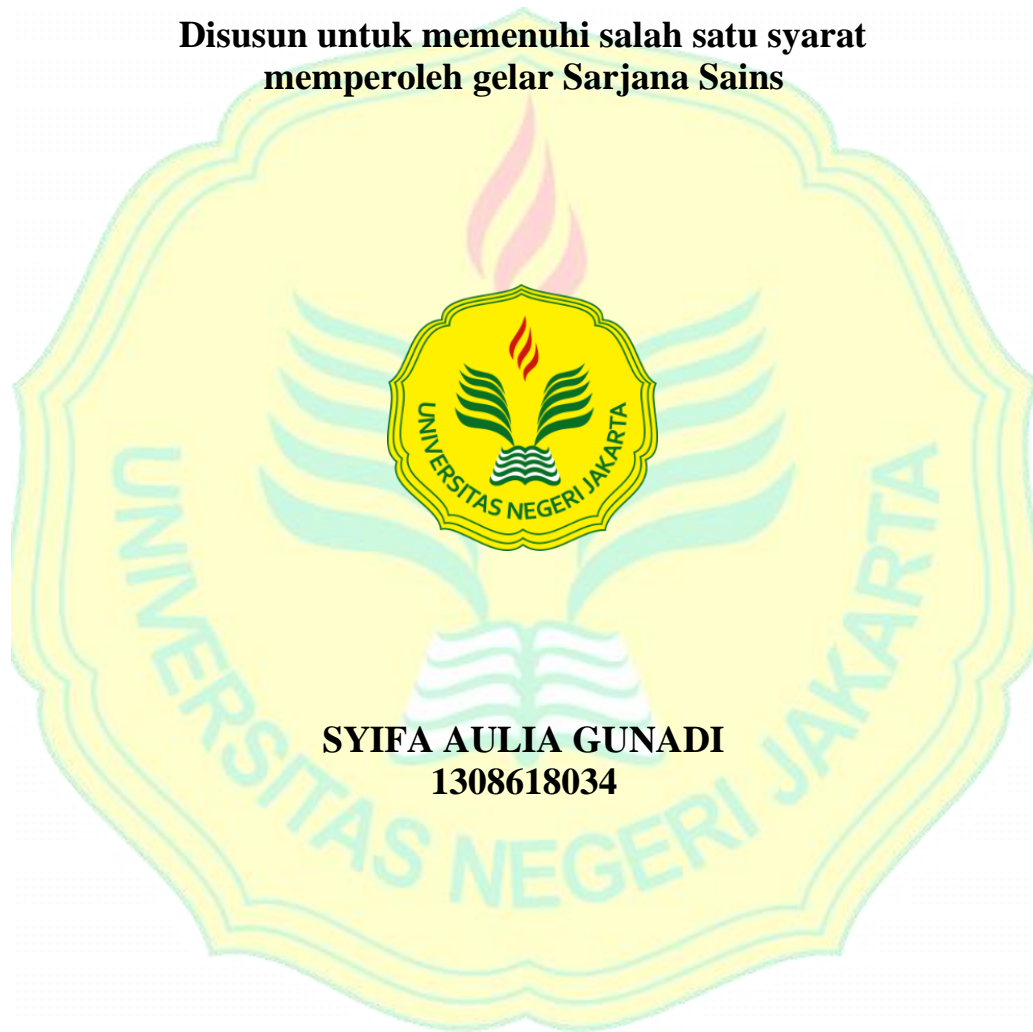 Disusun untuk memenuhi salah satu syarat
memperoleh gelar Sarjana Sains
UNIVERSITAS NEGERI JAKARTA
UNIVERSITAS NEGERI JAKARTA
SYIFA AULIA GUNADI
1308618034